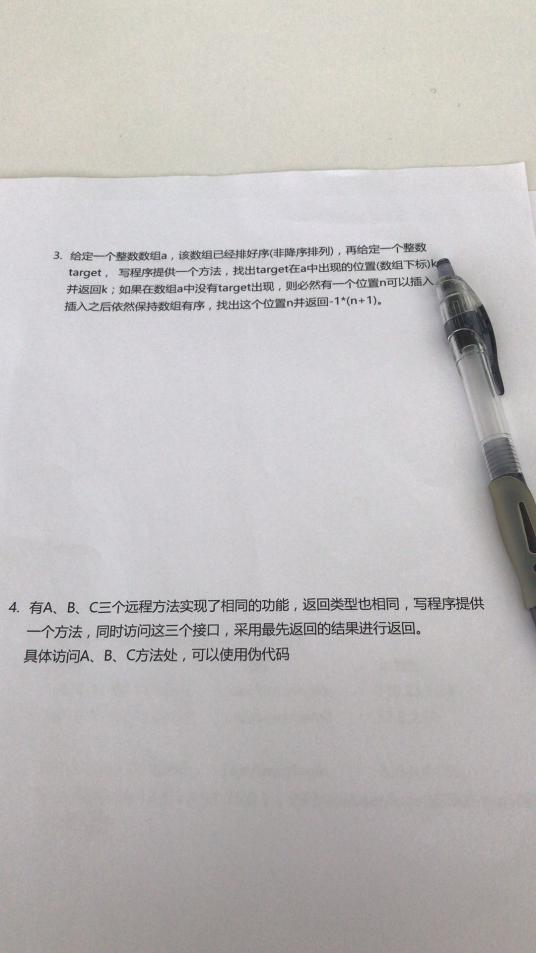 3. 给定一个整数数组a，该数组已经排好序(非降序排列)，再给定一个整数
target， 写程序提供一个方法，找出target在a中出现的位置(数组下标)k
并返回k；如果在数组a中没有target出现，则必然有一个位置n可以插入
插入之后依然保持数组有序，找出这个位置n并返回-1*(n+1)。
4. 有A、B、C三个远程方法实现了相同的功能，返回类型也相同，写程序提供
一个方法，同时访问这三个接口，采用最先返回的结果进行返回。
具体访问A、B、C方法处，可以使用伪代码